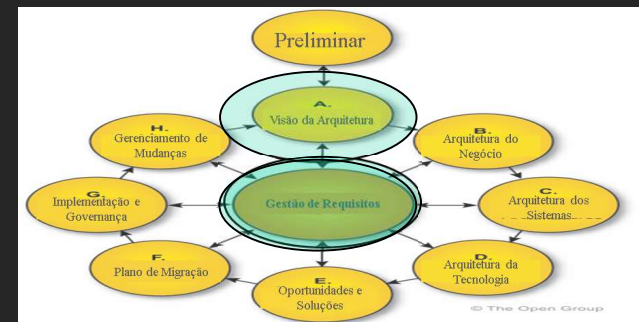 Preliminar
A.
Visão da Arquitetura
H.
Gerenciamento de
Mudanças
B.
Arquitetura do
Negócio
G.
Implementação e
Governança
Gestão de Requisitos
C.
Arquitetura dos
Sistemas
F.
Plano de Migração
D.
Arquitetura da
Tecnologia
E.
Oportunidades e
Soluções
© The Open Group